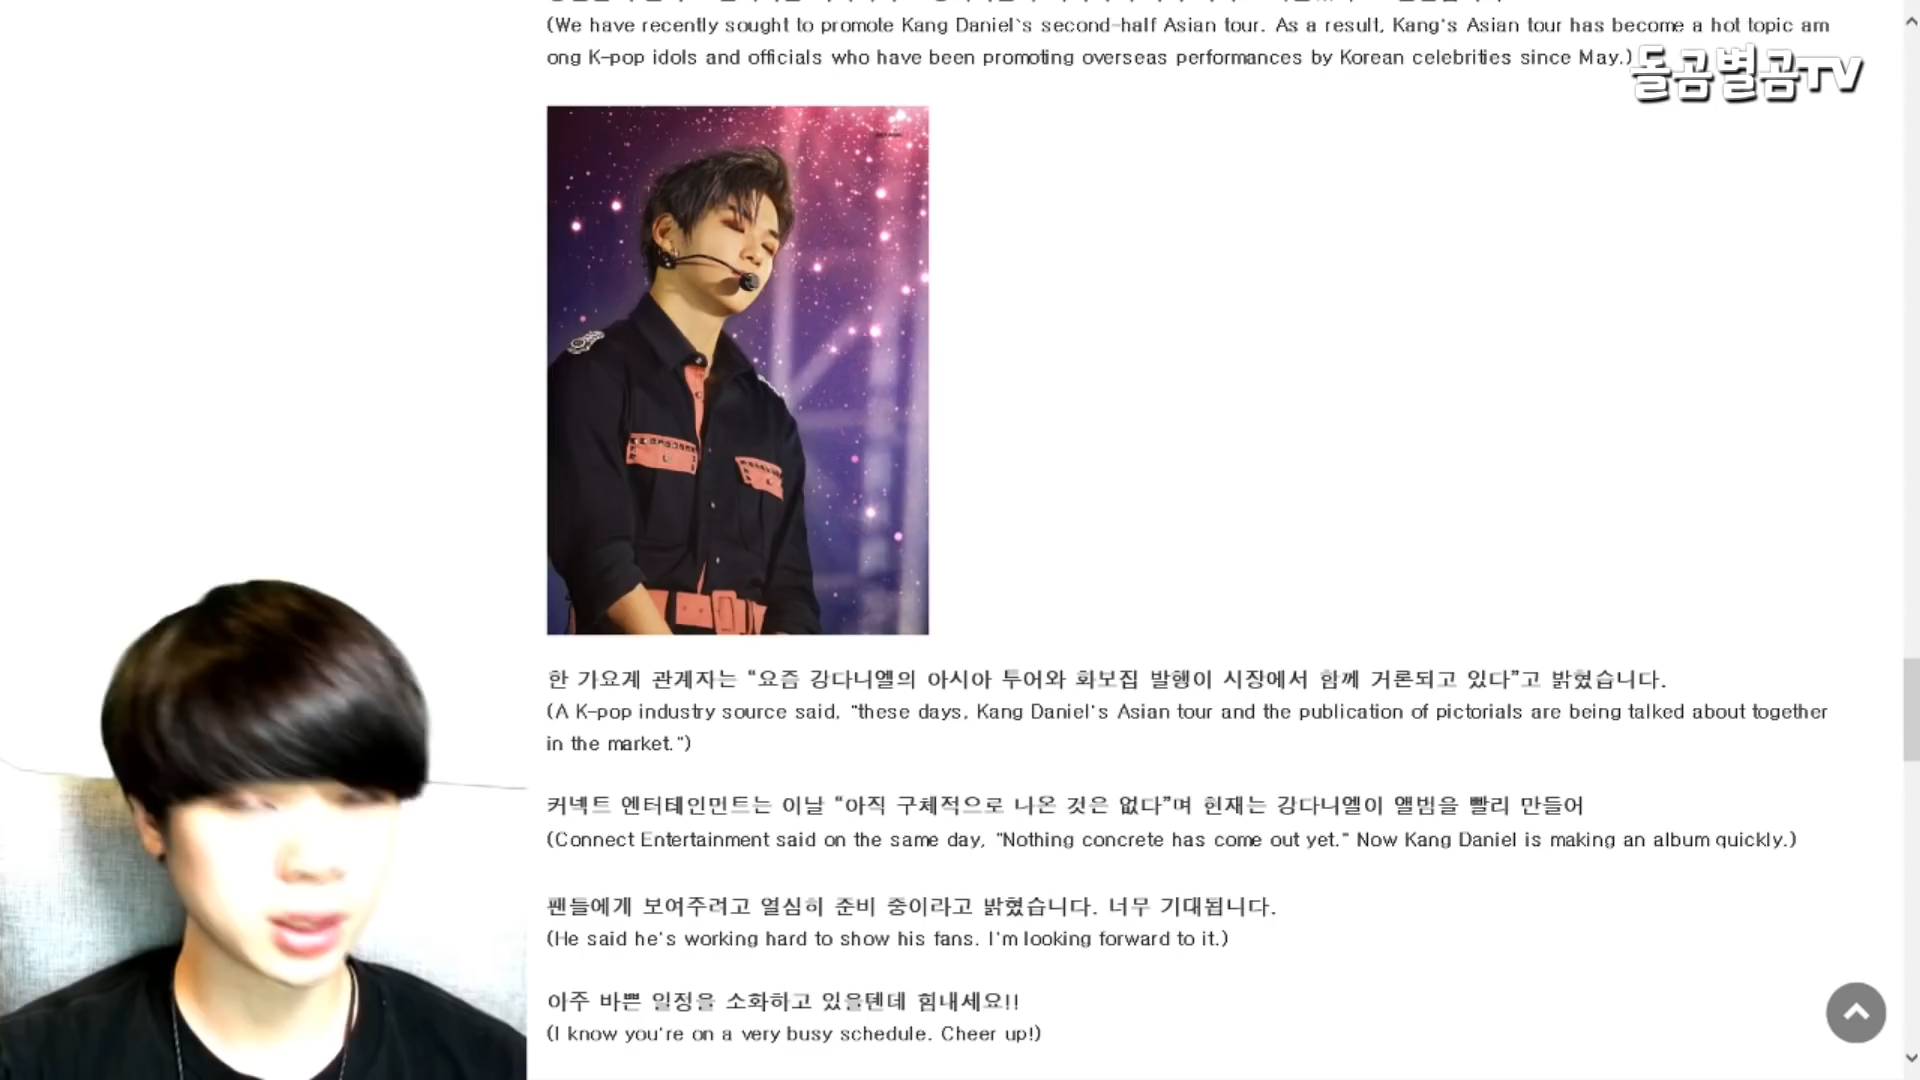 (We have recently sought to promote Kang Daniel's second-half Asian tour. As a result, Kang's Asian tour has become a hot topic am
ong K-pop idols and officials who have been promoting overseas performances by Korean celebrities since May.)
돌곰별곰TV
한 가요계 관계자는 “요즘 강다니엘의 아시아 투어와 화보집 발행이 시장에서 함께 거론되고 있다”고 밝혔습니다.
(A K-pop industry source said, "these days, Kang Daniel's Asian tour and the publication of pictorials are being talked about together
in the market.")
커넥트 엔터테인먼트는 이날 “아직 구체적으로 나온 것은 없다”며 현재는 강다니엘이 앨범을 빨리 만들어
(Connect Entertainment said on the same day, "Nothing concrete has come out yet." Now Kang Daniel is making an album quickly.)
팬들에게 보여주려고 열심히 준비 중이라고 밝혔습니다. 너무 기대됩니다.
(He said he's working hard to show his fans. I'm looking forward to it.)
아주 바쁜 일정을 소화하고 있을텐데 힘내세요!!
(I know you're on a very busy schedule. Cheer up!)